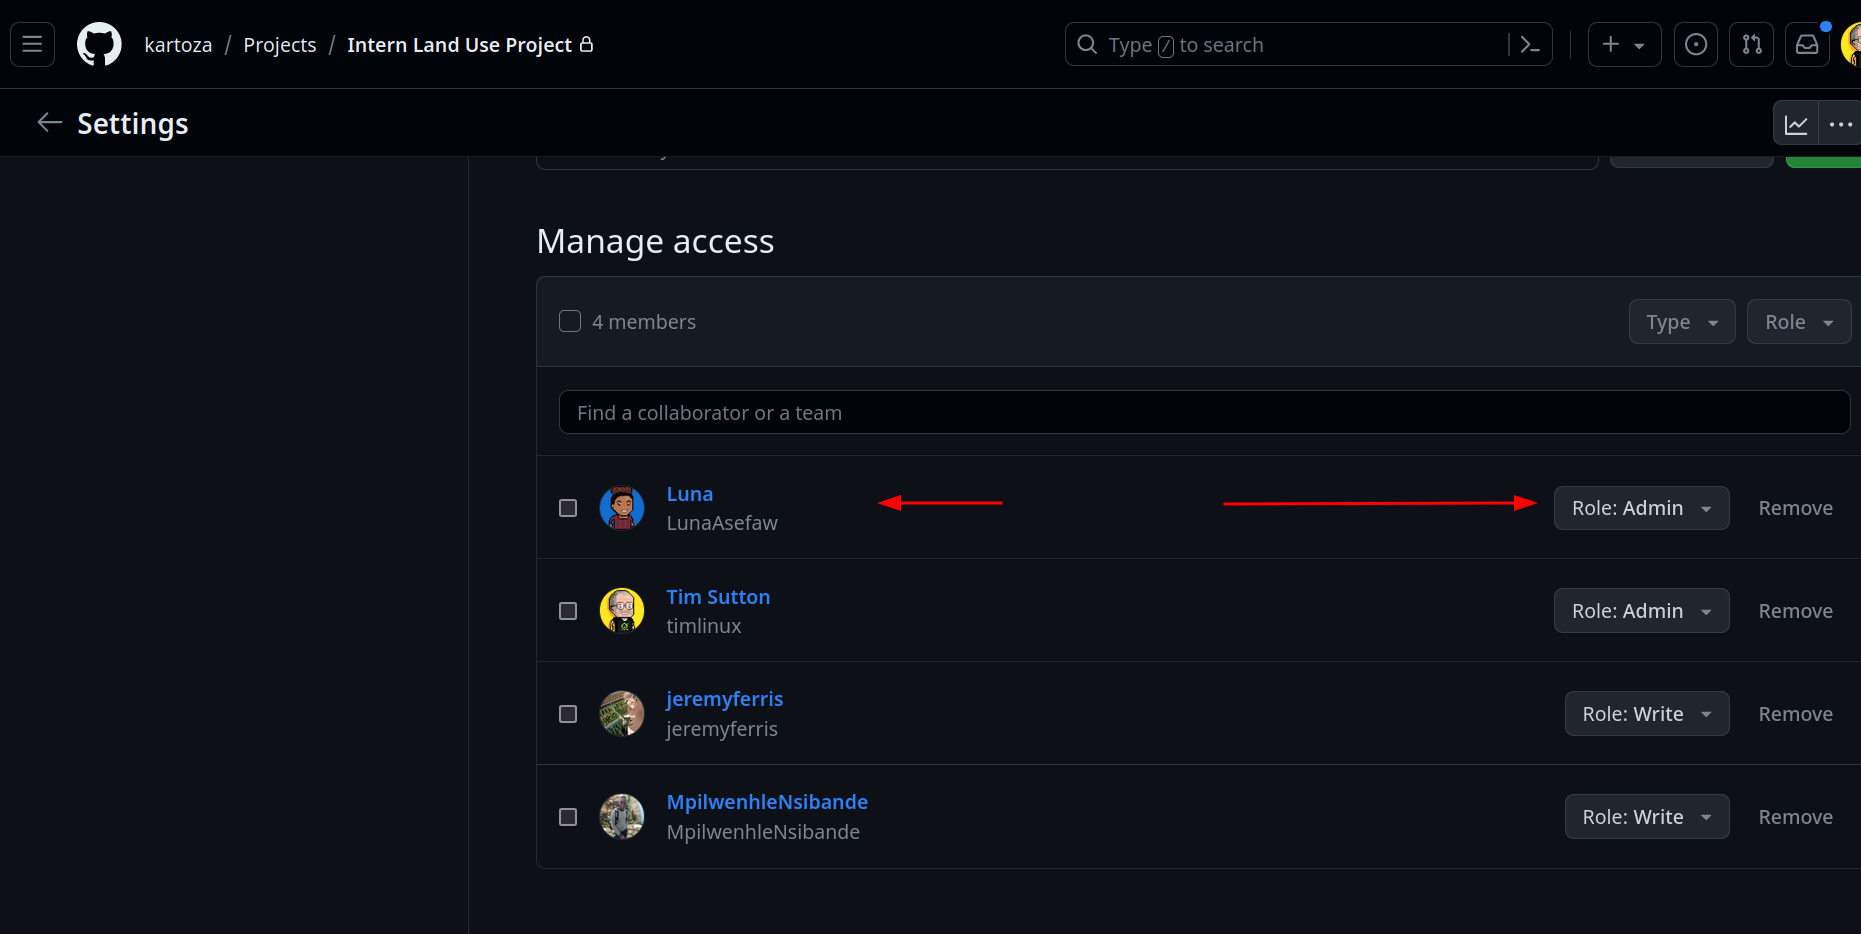 kartoza / Projects / Intern Land Use Project
Type / to search
Settings
Manage access
4 members
Type
Role
Find a collaborator or a team
Luna
LunaAsefaw
Role: Admin
Remove
Tim Sutton
timlinux
Role: Admin
Remove
jeremyferris
jeremyferris
Role: Write
Remove
MpilwenhleNsibande
MpilwenhleNsibande
Role: Write
Remove